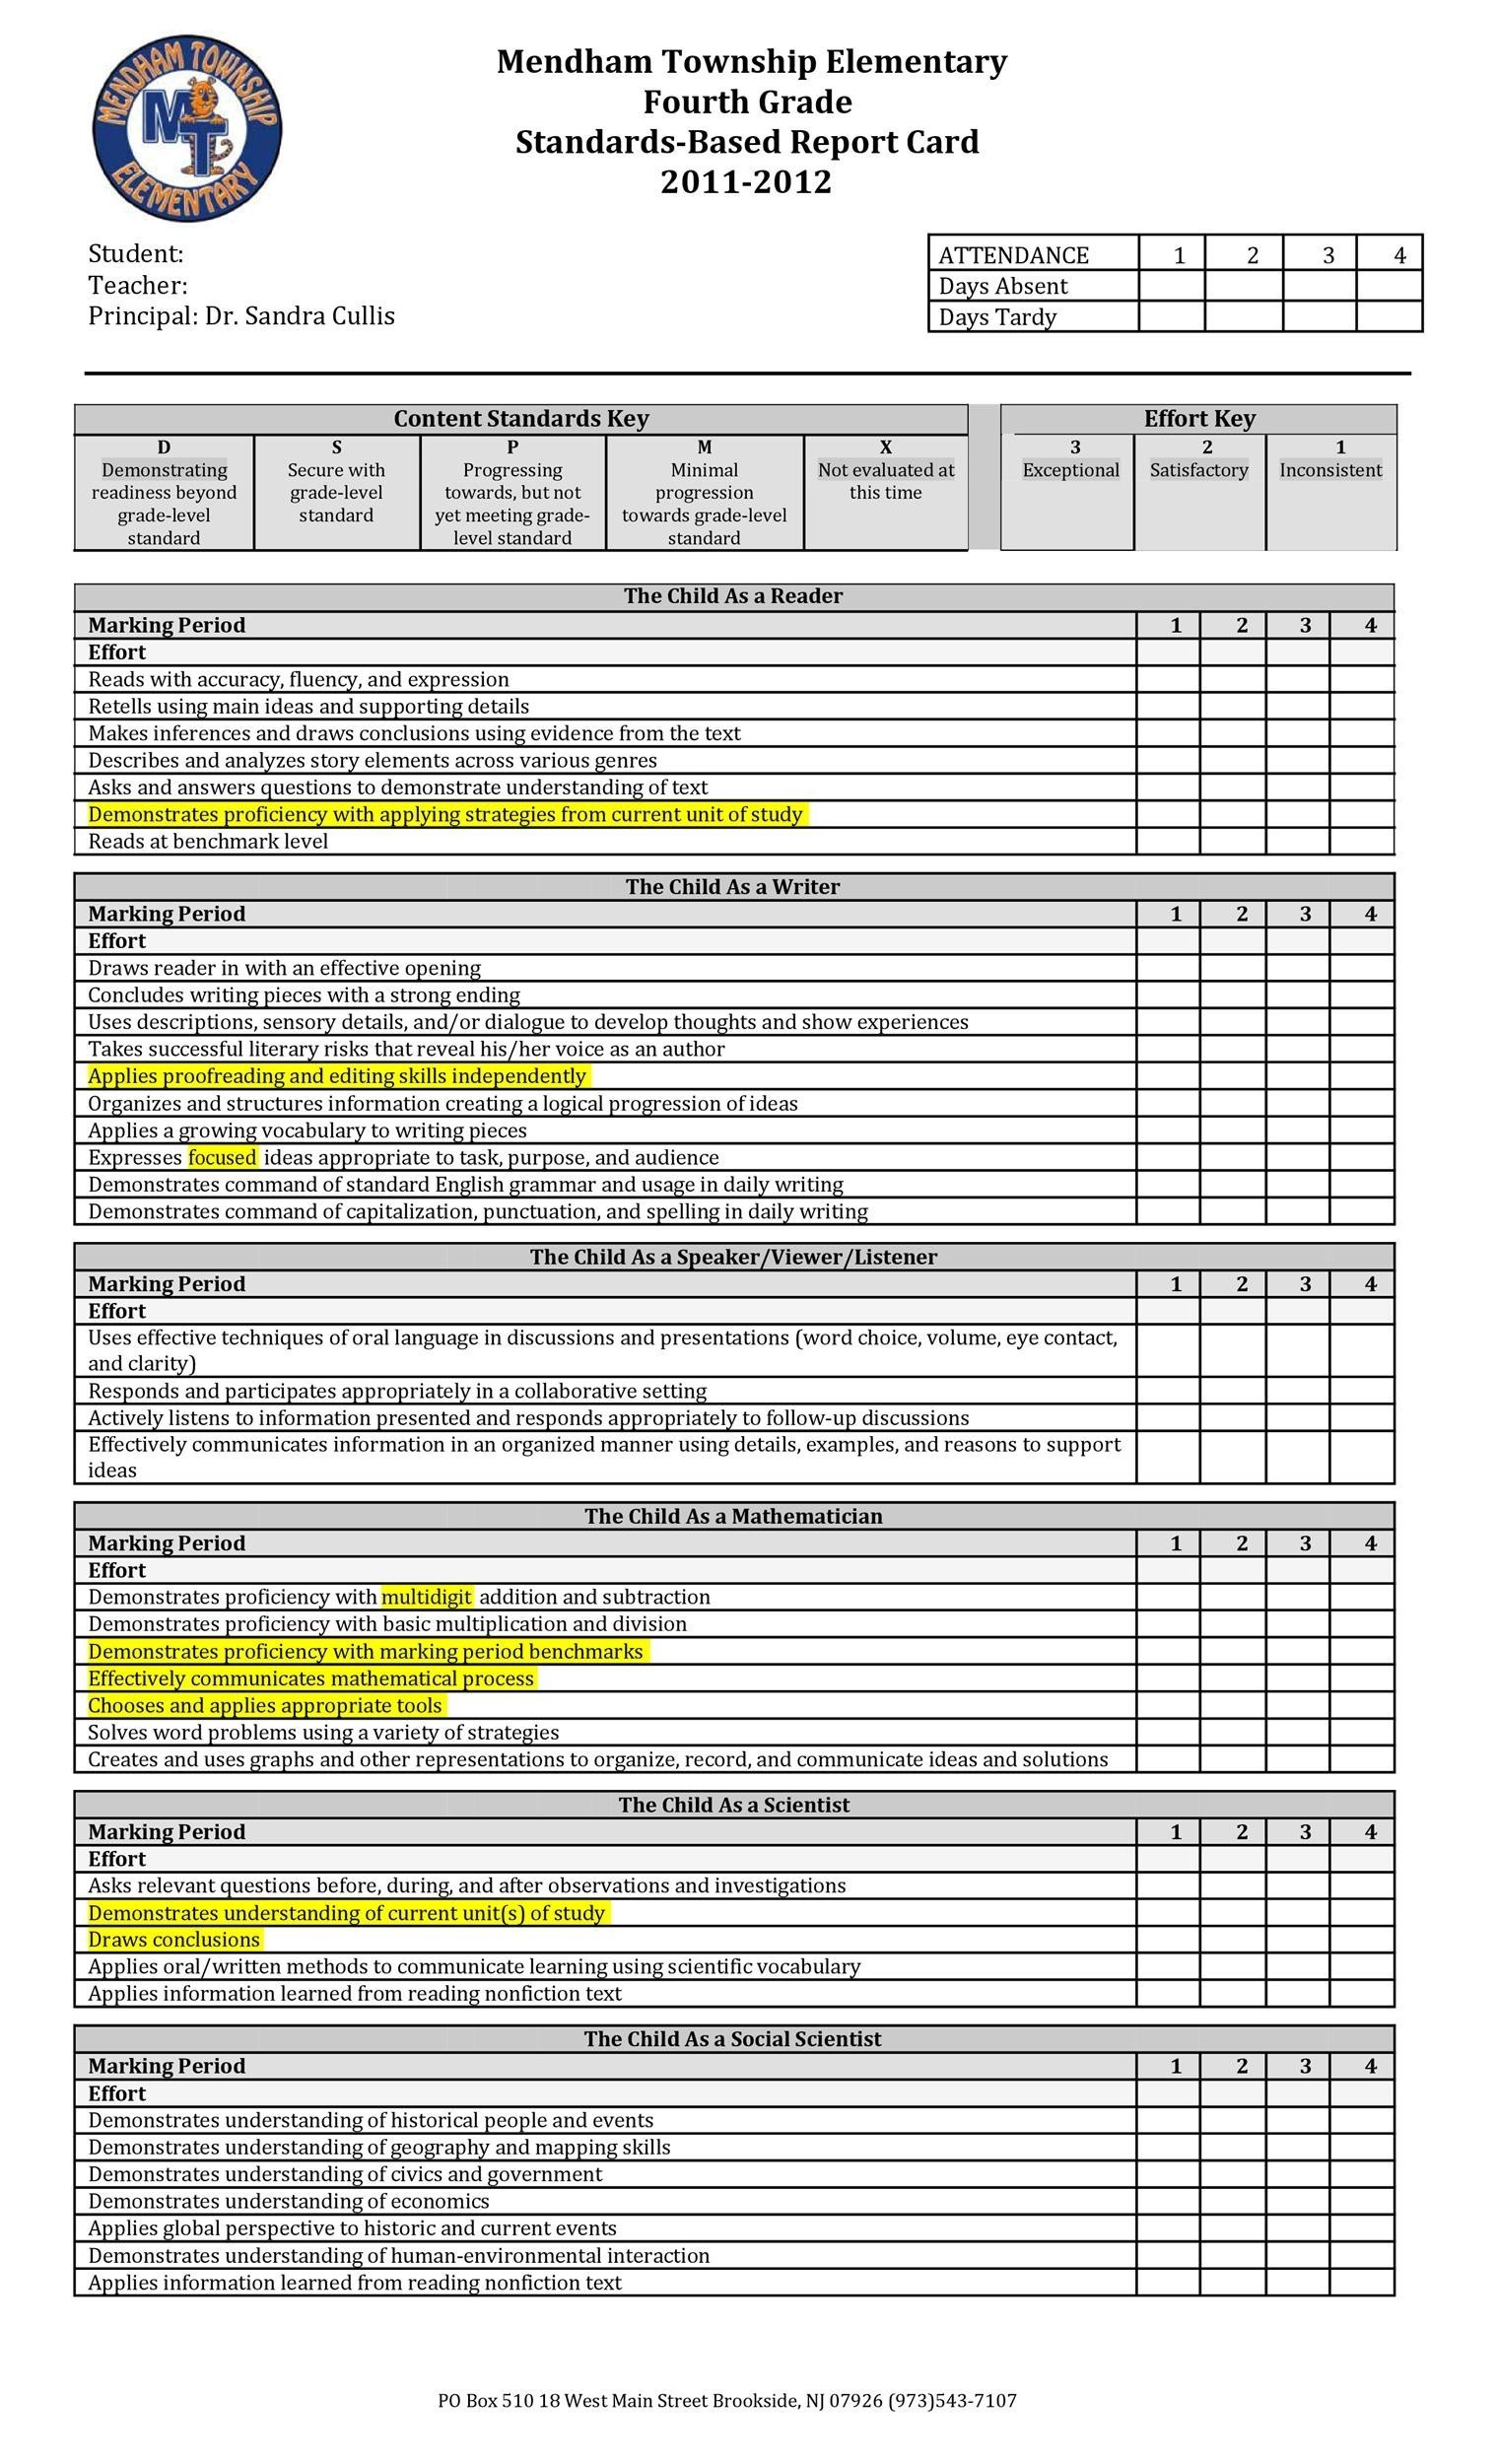 MENDHAM TOWNSHIP
MT
ELEMENTARY
Mendham Township Elementary
Fourth Grade
Standards-Based Report Card
2011-2012
Student:
Teacher:
Principal: Dr. Sandra Cullis
ATTENDANCE 1 2 3 4
Days Absent
Days Tardy
Content Standards Key
D
Demonstrating
readiness beyond
grade-level
standard
S
Secure with
grade-level
standard
P
Progressing
towards, but not
yet meeting grade-
level standard
M
Minimal
progression
towards grade-level
standard
X
Not evaluated at
this time
Effort Key
3
Exceptional
2
Satisfactory
1
Inconsistent
The Child As a Reader
Marking Period 1 2 3 4
Effort
Reads with accuracy, fluency, and expression
Retells using main ideas and supporting details
Makes inferences and draws conclusions using evidence from the text
Describes and analyzes story elements across various genres
Asks and answers questions to demonstrate understanding of text
Demonstrates proficiency with applying strategies from current unit of study
Reads at benchmark level
The Child As a Writer
Marking Period 1 2 3 4
Effort
Draws reader in with an effective opening
Concludes writing pieces with a strong ending
Uses descriptions, sensory details, and/or dialogue to develop thoughts and show experiences
Takes successful literary risks that reveal his/her voice as an author
Applies proofreading and editing skills independently
Organizes and structures information creating a logical progression of ideas
Applies a growing vocabulary to writing pieces
Expresses focused ideas appropriate to task, purpose, and audience
Demonstrates command of standard English grammar and usage in daily writing
Demonstrates command of capitalization, punctuation, and spelling in daily writing
The Child As a Speaker/Viewer/Listener
Marking Period 1 2 3 4
Effort
Uses effective techniques of oral language in discussions and presentations (word choice, volume, eye contact,
and clarity)
Responds and participates appropriately in a collaborative setting
Actively listens to information presented and responds appropriately to follow-up discussions
Effectively communicates information in an organized manner using details, examples, and reasons to support
ideas
The Child As a Mathematician
Marking Period 1 2 3 4
Effort
Demonstrates proficiency with multidigit addition and subtraction
Demonstrates proficiency with basic multiplication and division
Demonstrates proficiency with marking period benchmarks
Effectively communicates mathematical process
Chooses and applies appropriate tools
Solves word problems using a variety of strategies
Creates and uses graphs and other representations to organize, record, and communicate ideas and solutions
The Child As a Scientist
Marking Period 1 2 3 4
Effort
Asks relevant questions before, during, and after observations and investigations
Demonstrates understanding of current unit(s) of study
Draws conclusions
Applies oral/written methods to communicate learning using scientific vocabulary
Applies information learned from reading nonfiction text
The Child As a Social Scientist
Marking Period 1 2 3 4
Effort
Demonstrates understanding of historical people and events
Demonstrates understanding of geography and mapping skills
Demonstrates understanding of civics and government
Demonstrates understanding of economics
Applies global perspective to historic and current events
Demonstrates understanding of human-environmental interaction
Applies information learned from reading nonfiction text
PO Box 510 18 West Main Street Brookside, NJ 07926 (973)543-7107